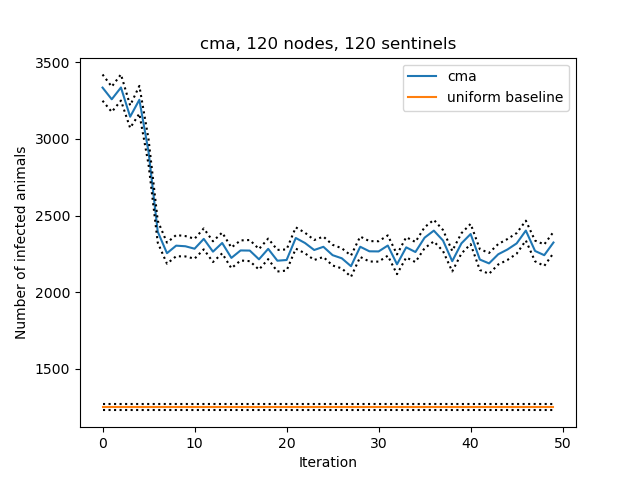 cma, 120 nodes, 120 sentinels
cma
uniform baseline
3500
3000
2500
2000
1500
Number of infected animals
0
10
20
30
40
50
Iteration